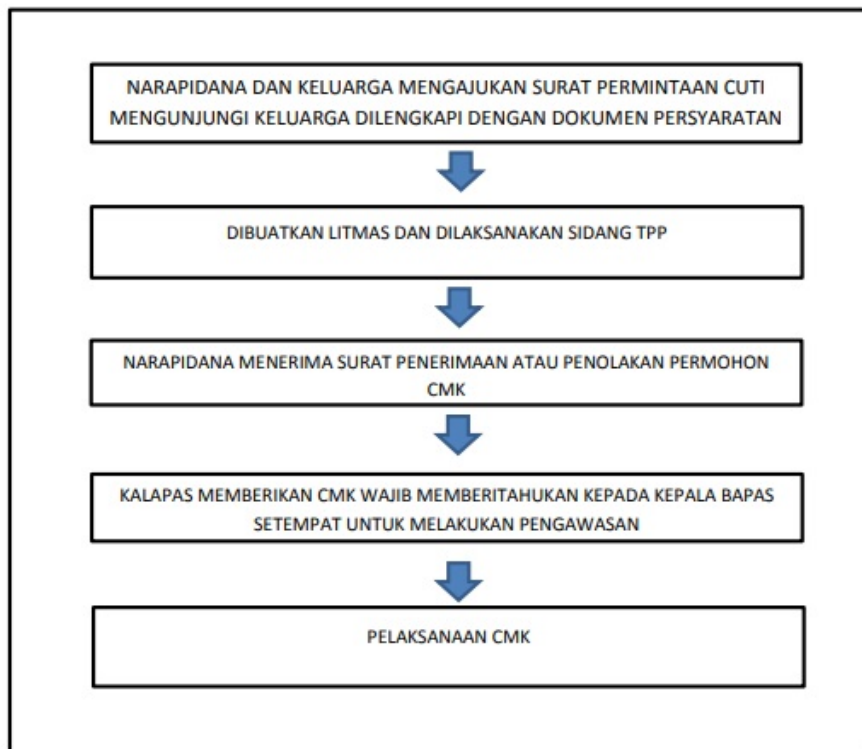 NARAPIDANA DAN KELUARGA MENGAJUKAN SURAT PERMINTAAN CUTI
MENGUNJUNGI KELUARGA DILENGKAPI DENGAN DOKUMEN PERSYARATAN
DIBUATKAN LITMAS DAN DILAKSANAKAN SIDANG TPP
NARAPIDANA MENERIMA SURAT PENERIMAAN ATAU PENOLAKAN PERMOHON
CMK
KALAPAS MEMBERIKAN CMK WAJIB MEMBERITAHUKAN KEPADA KEPALA BAPAS
SETEMPAT UNTUK MELAKUKAN PENGAWASAN
PELAKSANAAN CMK